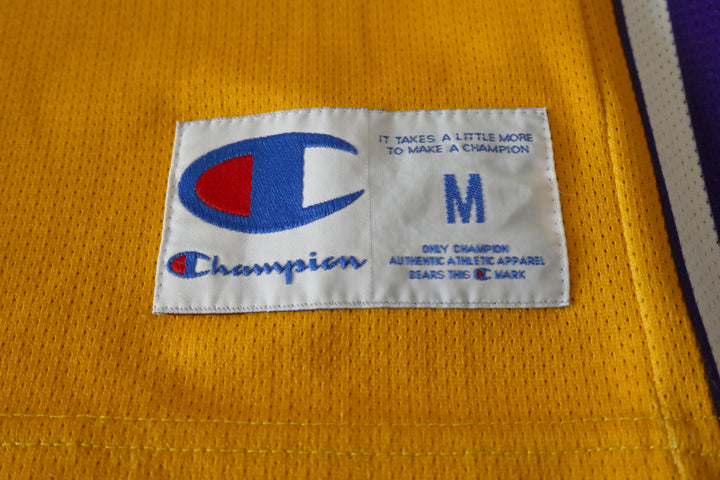 Champion
IT TAKES A LITTLE MORE
TO MAKE A CHAMPION
M
ONLY CHAMPION
AUTHENTIC ATHLETIC APPAREL
BEARS THIS C MARK